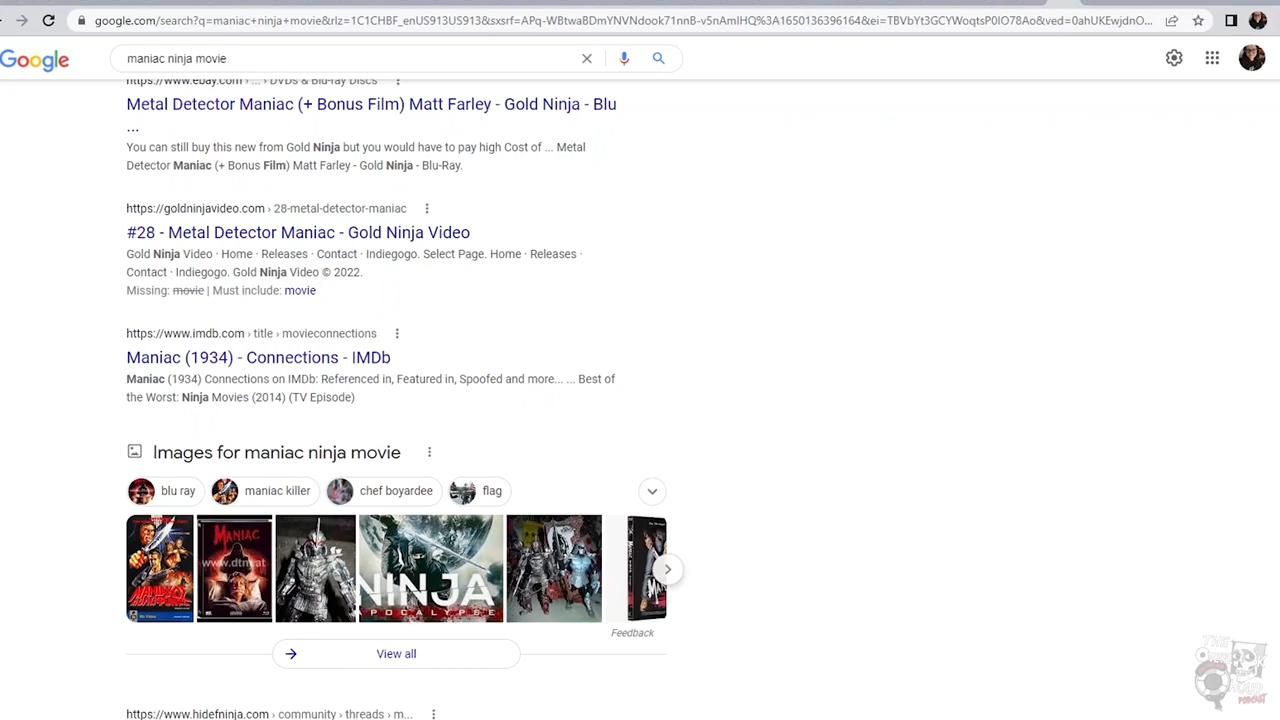 google.com/search?q=maniac+ninja+movie&rlz=1C1CHBF_enUS913US913&sxsrf=APq-WBtwaBDmYNVNdook71nnB-v5nAmlHQ%3A1650136396164&ei=TBVbYt3GCYWoqtsP0IO78Ao&ved=0ahUKEwjdnO...
Google
maniac ninja movie
https://www.ebay.com › ... › DVDs & Blu-ray Discs
Metal Detector Maniac (+ Bonus Film) Matt Farley - Gold Ninja - Blu
...
You can still buy this new from Gold Ninja but you would have to pay high Cost of ... Metal
Detector Maniac (+ Bonus Film) Matt Farley - Gold Ninja - Blu-Ray.
https://goldninjavideo.com › 28-metal-detector-maniac
#28 - Metal Detector Maniac - Gold Ninja Video
Gold Ninja Video · Home · Releases · Contact · Indiegogo. Select Page. Home · Releases ·
Contact · Indiegogo. Gold Ninja Video © 2022.
Missing: movie | Must include: movie
https://www.imdb.com › title › movieconnections
Maniac (1934) - Connections - IMDb
Maniac (1934) Connections on IMDb: Referenced in, Featured in, Spoofed and more... ... Best of
the Worst: Ninja Movies (2014) (TV Episode)
Images for maniac ninja movie
blu ray
maniac killer
chef boyardee
flag
MANIAC
www.dtm.at
NINJA
APOCALYPSE
Feedback
View all
https://www.hidefninja.com › community › threads › m...
THE
PODCAST